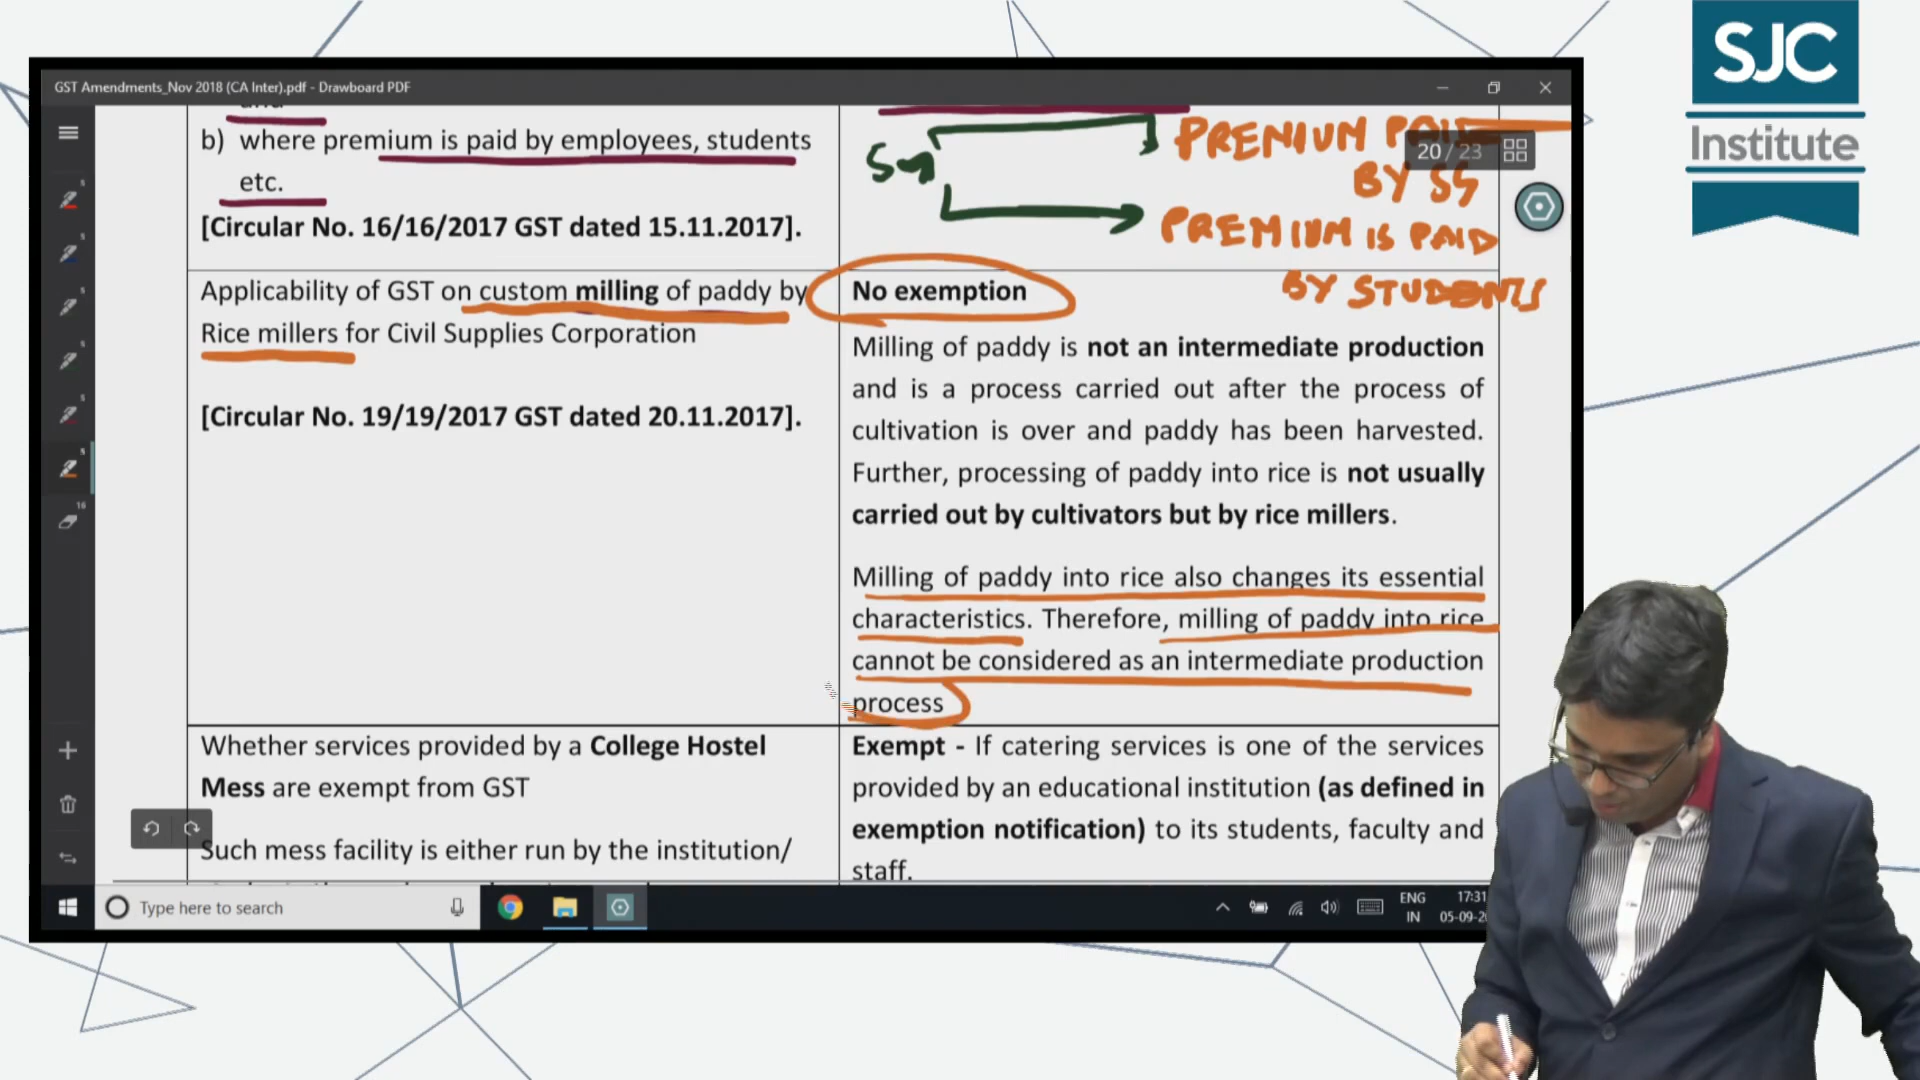 SJC
Institute
GST Amendments_Nov 2018 (CA Inter).pdf - Drawboard PDF
20 / 23
b) where premium is paid by employees, students
etc.
[Circular No. 16/16/2017 GST dated 15.11.2017].
PREMIUM PAID
BY SS
PREMIUM IS PAID
BY STUDENTS
Applicability of GST on custom milling of paddy by
Rice millers for Civil Supplies Corporation
[Circular No. 19/19/2017 GST dated 20.11.2017].
No exemption
Milling of paddy is not an intermediate production
and is a process carried out after the process of
cultivation is over and paddy has been harvested.
Further, processing of paddy into rice is not usually
carried out by cultivators but by rice millers.
Milling of paddy into rice also changes its essential
characteristics. Therefore, milling of paddy into rice
cannot be considered as an intermediate production
process
Whether services provided by a College Hostel
Mess are exempt from GST
Such mess facility is either run by the institution/
Exempt - If catering services is one of the services
provided by an educational institution (as defined in
exemption notification) to its students, faculty and
staff.
Type here to search
ENG
IN
17:31
05-09-2